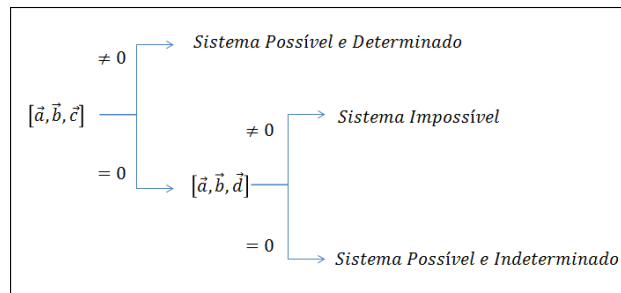 ≠ 0
Sistema Possível e Determinado
[a⃗, b⃗, c⃗]
≠ 0
Sistema Impossível
= 0
[a⃗, b⃗, d⃗]
= 0
Sistema Possível e Indeterminado